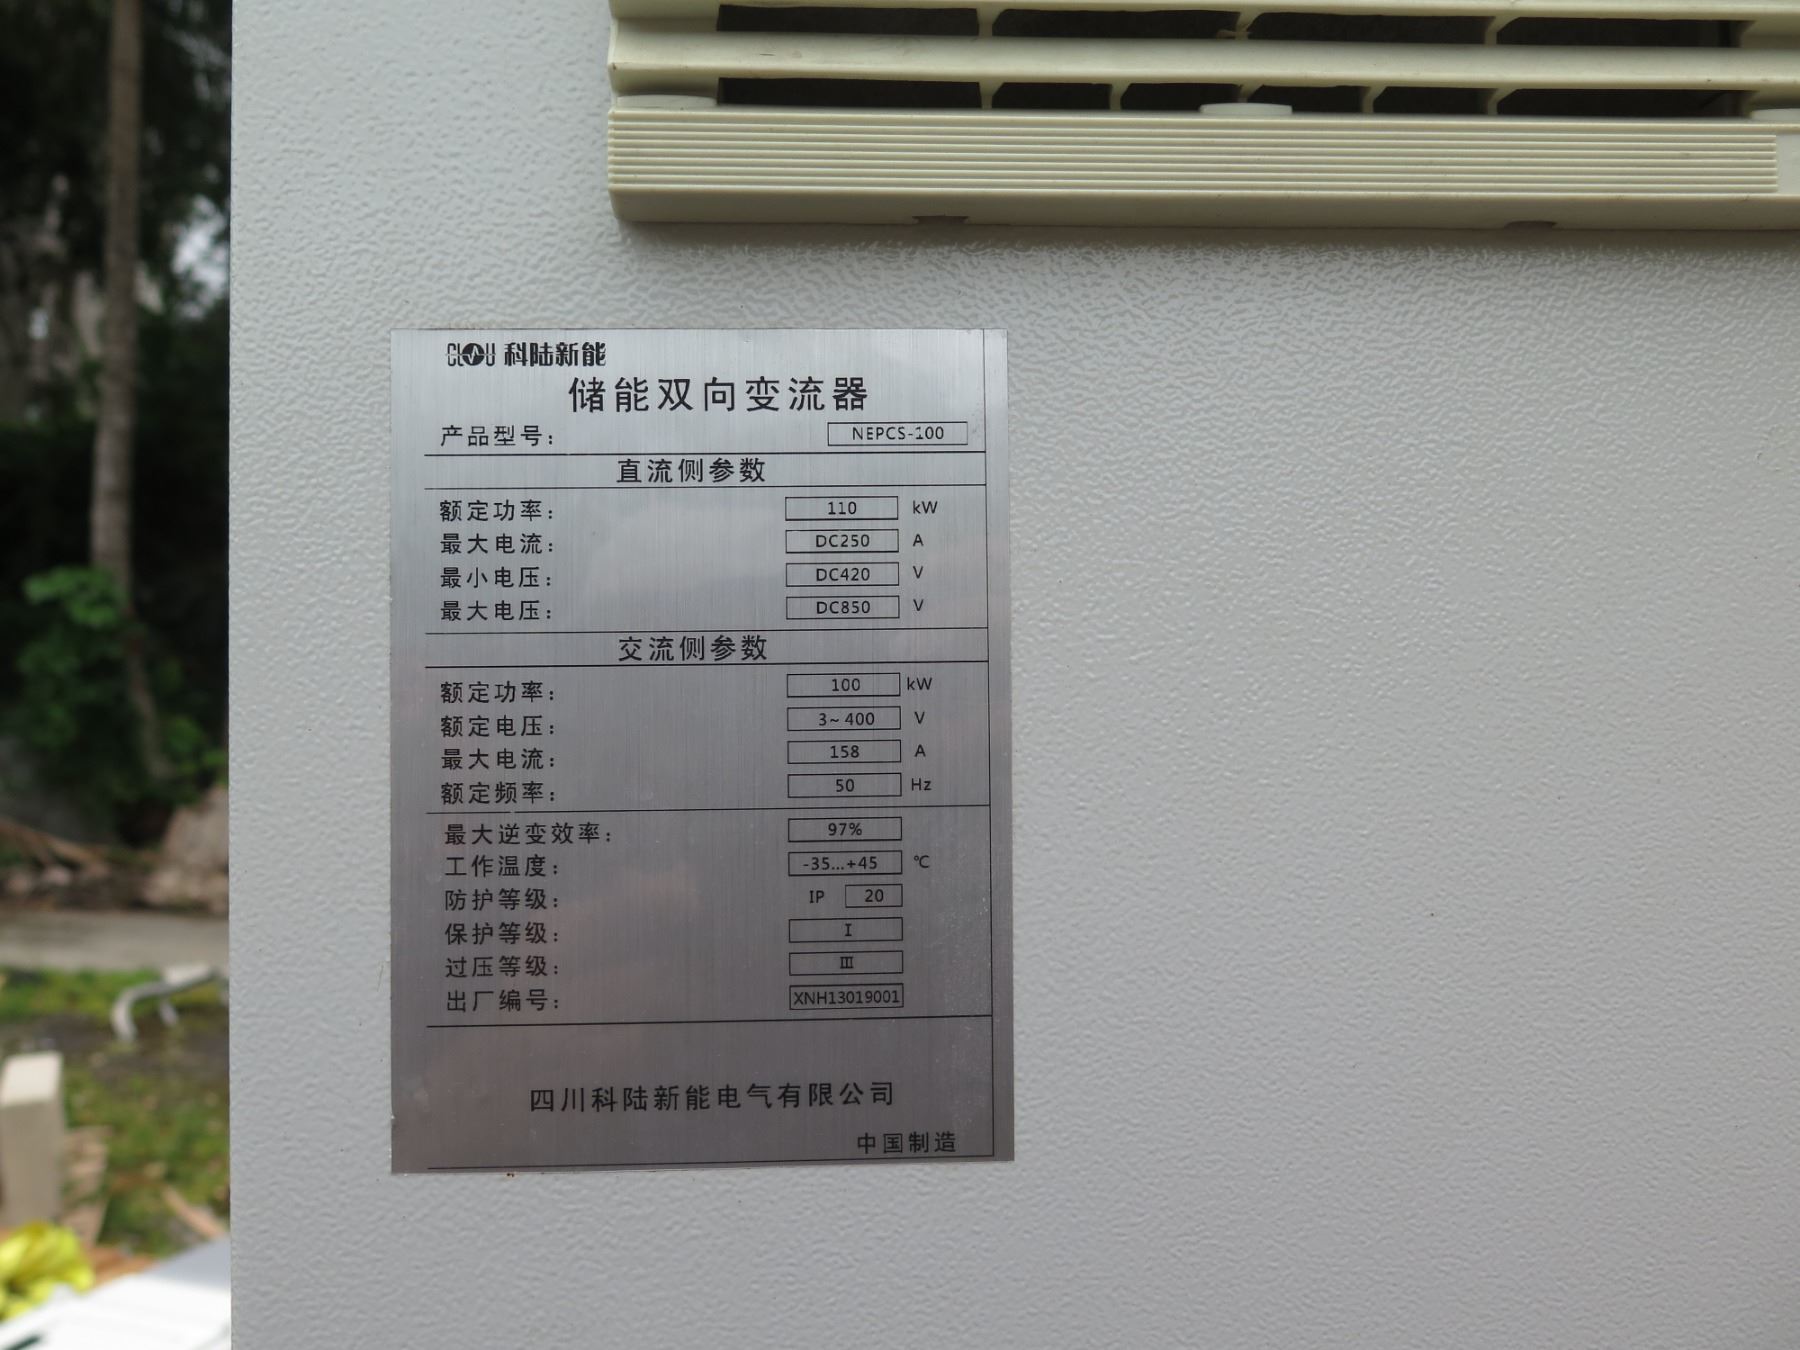 CLOU 科陆新能
储能双向变流器
产品型号: NEPCS-100
直流侧参数
额定功率: 110 kW
最大电流: DC250 A
最小电压: DC420 V
最大电压: DC850 V
交流侧参数
额定功率: 100 kW
额定电压: 3~400 V
最大电流: 158 A
额定频率: 50 Hz
最大逆变效率: 97%
工作温度: -35...+45 ℃
防护等级: IP 20
保护等级: I
过压等级: III
出厂编号: XNH13019001
四川科陆新能电气有限公司
中国制造